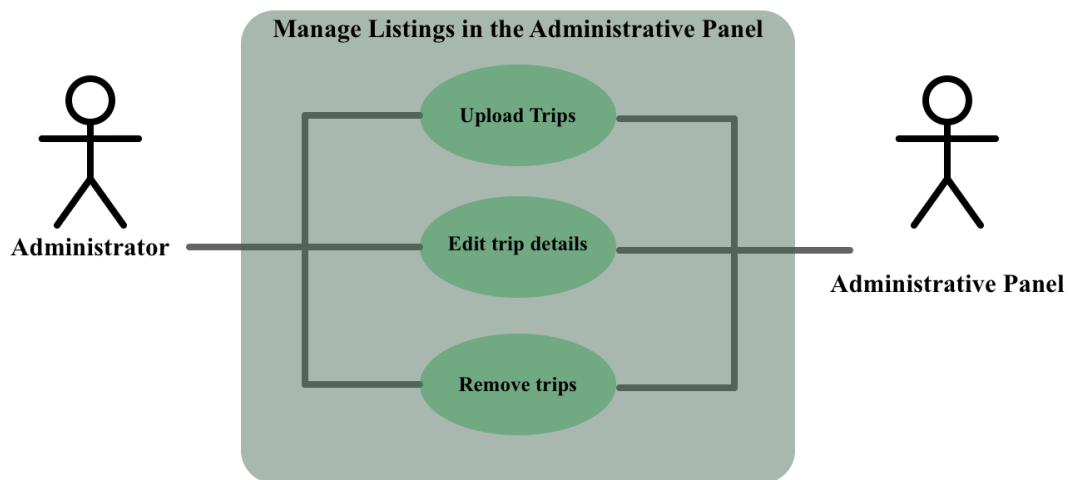 Manage Listings in the Administrative Panel
Upload Trips
Edit trip details
Administrator
Administrative Panel
Remove trips